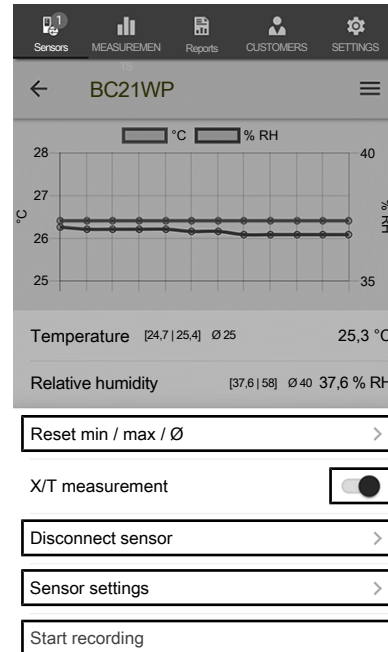 1
Sensors MEASUREMEN Reports CUSTOMERS SETTINGS
TS
BC21WP
°C % RH
28 40
27
°C % RH
26
25 35
Temperature [24,7 | 25,4] Ø 25 25,3 °C
Relative humidity [37,6 | 58] Ø 40 37,6 % RH
Reset min / max / Ø
X/T measurement
Disconnect sensor
Sensor settings
Start recording